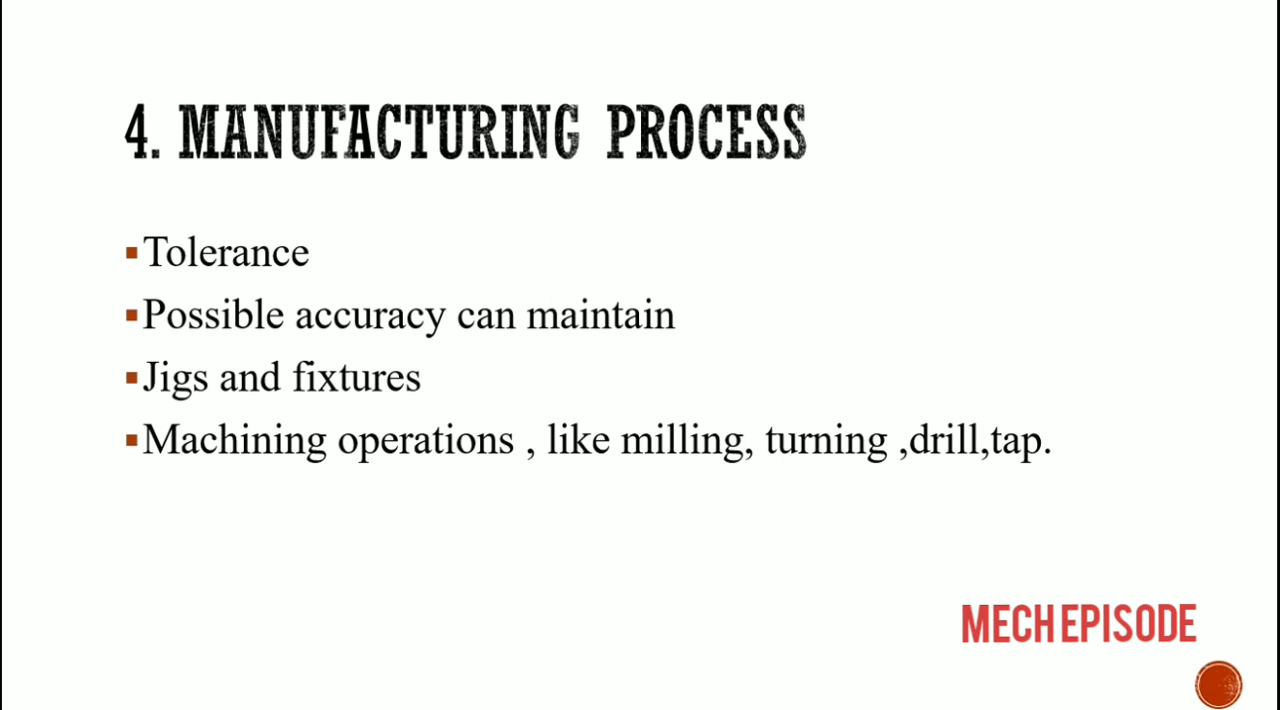 4. MANUFACTURING PROCESS
Tolerance
Possible accuracy can maintain
Jigs and fixtures
Machining operations , like milling, turning ,drill,tap.
MECH EPISODE